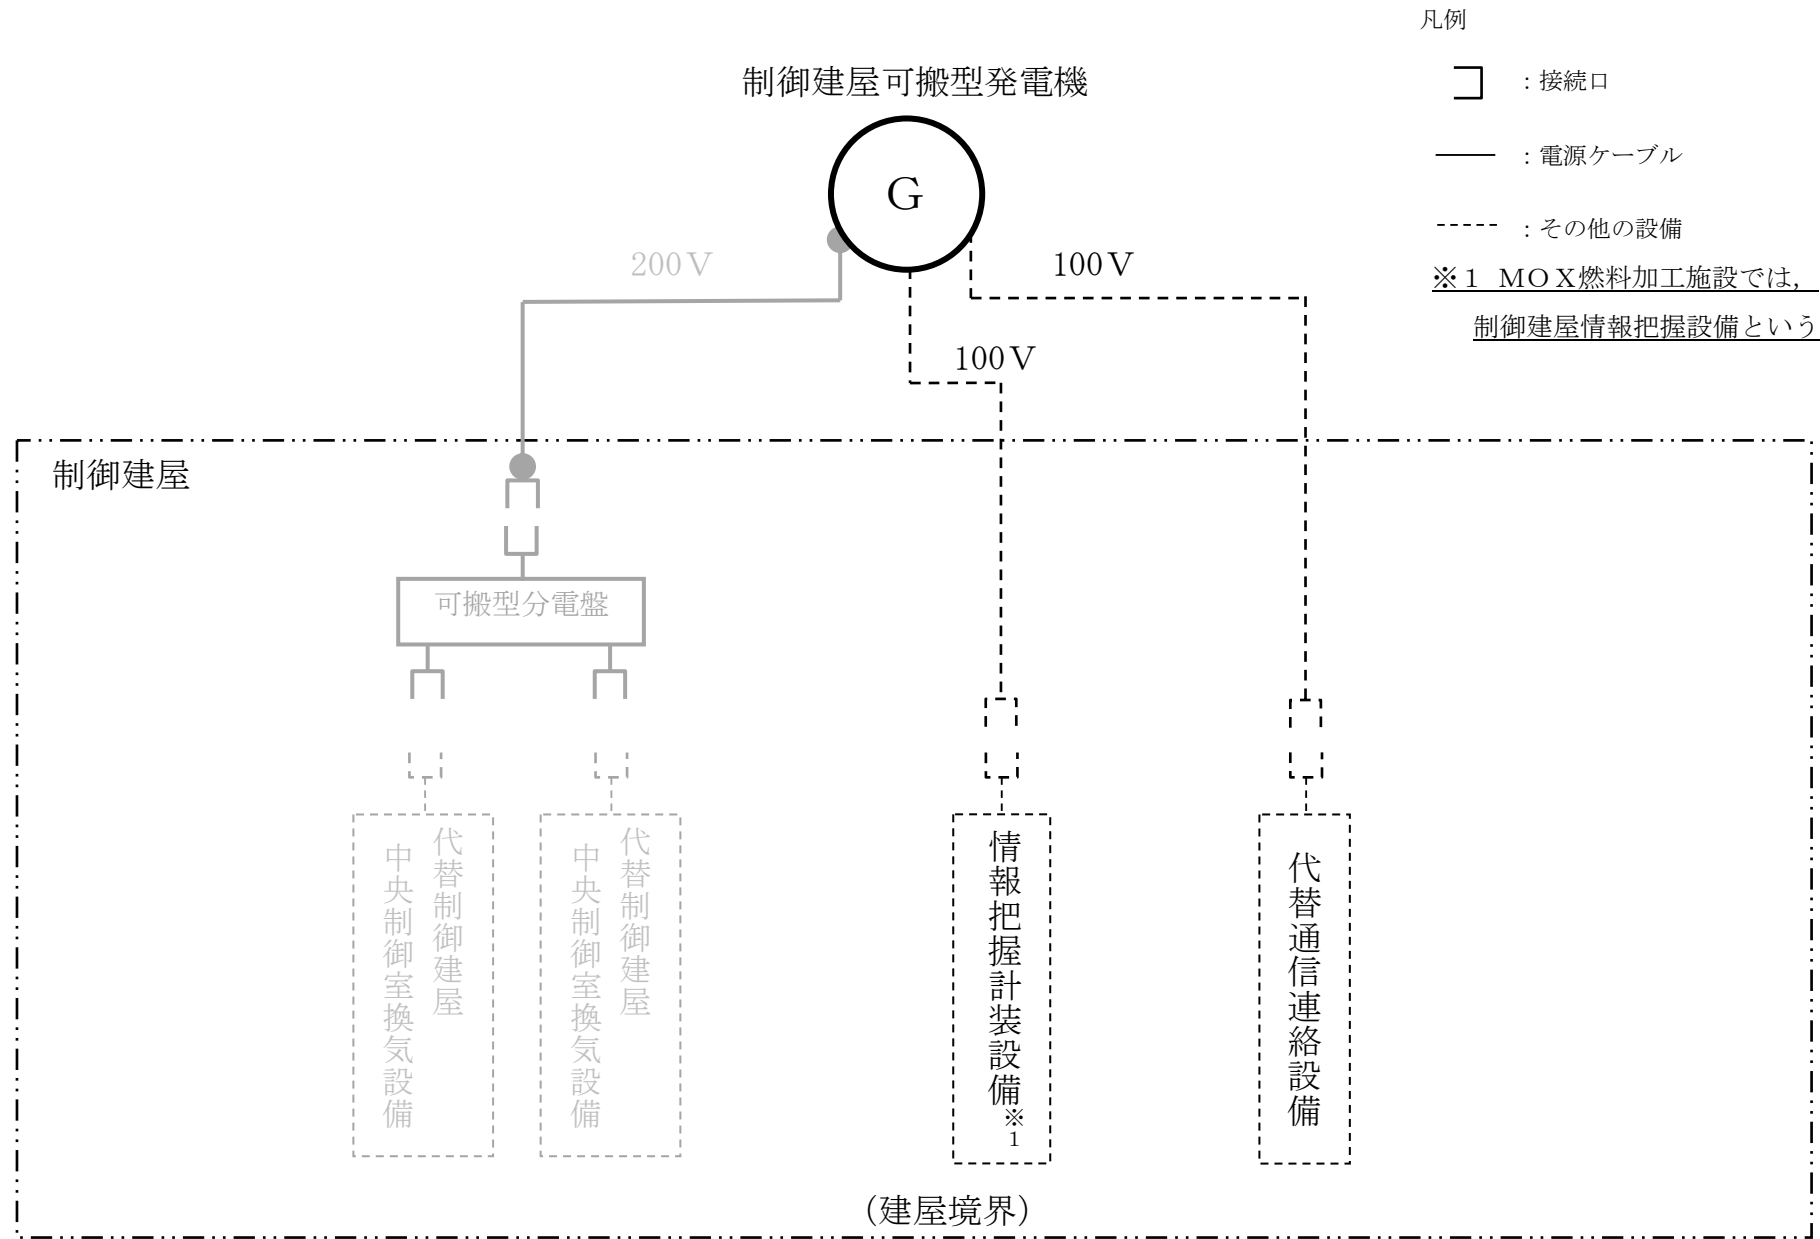 凡例
制御建屋可搬型発電機
：接続口
：電源ケーブル
G
：その他の設備
200V
100V
※1 MOX燃料加工施設では，
制御建屋情報把握設備という
100V
制御建屋
可搬型分電盤
代替制御建屋
中央制御室換気設備
代替制御建屋
中央制御室換気設備
情報把握計装設備※1
代替通信連絡設備
（建屋境界）